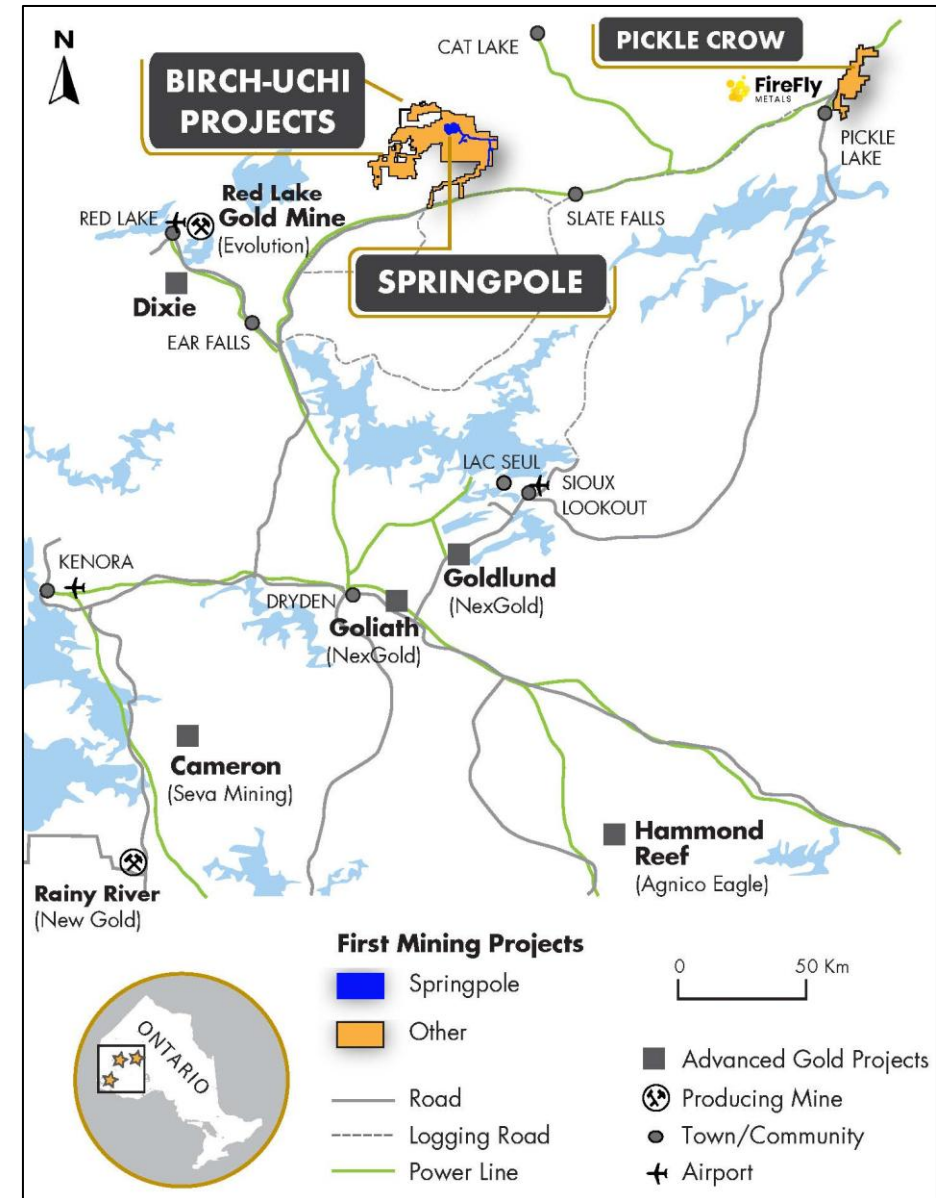 N
CAT LAKE
PICKLE CROW
BIRCH-UCHI
PROJECTS
FireFly
METALS
PICKLE
LAKE
Red Lake
Gold Mine
(Evolution)
RED LAKE
SLATE FALLS
SPRINGPOLE
Dixie
EAR FALLS
LAC SEUL
SIOUX
LOOKOUT
KENORA
Goldlund
(NexGold)
DRYDEN
Goliath
(NexGold)
Cameron
(Seva Mining)
Hammond
Reef
(Agnico Eagle)
Rainy River
(New Gold)
First Mining Projects
Springpole
Other
Road
Logging Road
Power Line
0 50 Km
Advanced Gold Projects
Producing Mine
Town/Community
Airport
ONTARIO